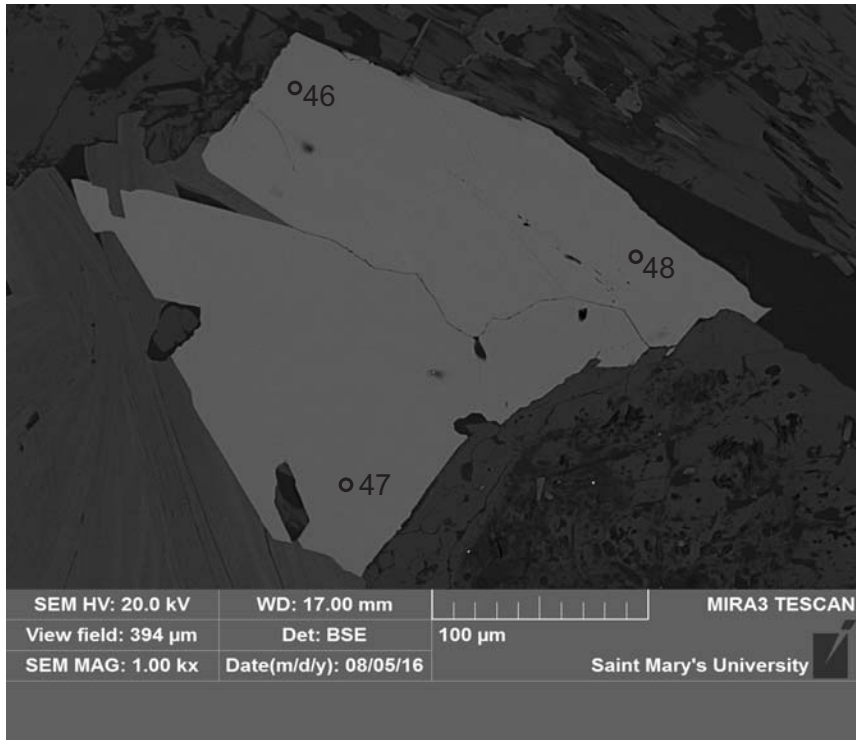 46
48
47
SEM HV: 20.0 kV WD: 17.00 mm MIRA3 TESCAN
View field: 394 µm Det: BSE 100 µm
SEM MAG: 1.00 kx Date(m/d/y): 08/05/16 Saint Mary's University